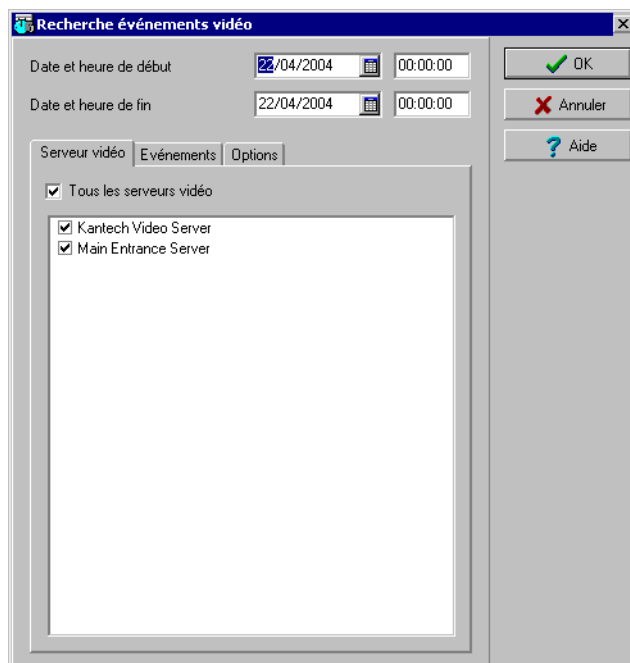 Recherche événements vidéo
Date et heure de début 22/04/2004 00:00:00
Date et heure de fin 22/04/2004 00:00:00
OK
Annuler
Aide
Serveur vidéo Evénements Options
Tous les serveurs vidéo
Kantech Video Server
Main Entrance Server